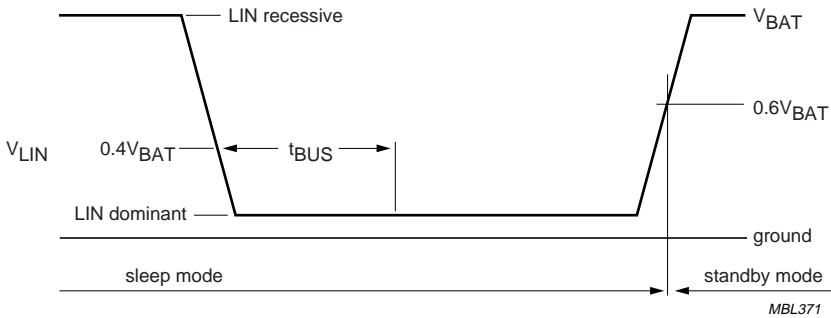 LIN recessive
VBAT
0.6VBAT
VLIN
0.4VBAT
tBUS
LIN dominant
ground
sleep mode
standby mode
MBL371